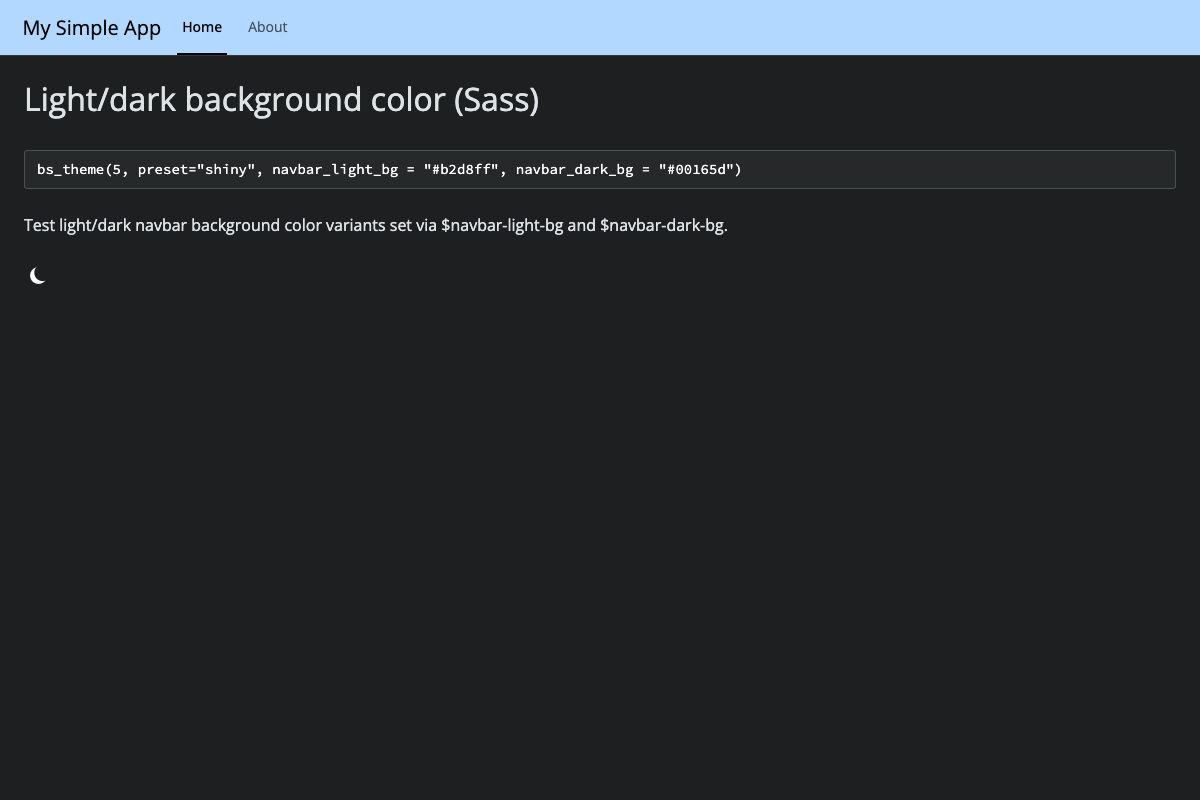 My Simple App Home About
Light/dark background color (Sass)
bs_theme(5, preset="shiny", navbar_light_bg = "#b2d8ff", navbar_dark_bg = "#00165d")
Test light/dark navbar background color variants set via $navbar-light-bg and $navbar-dark-bg.